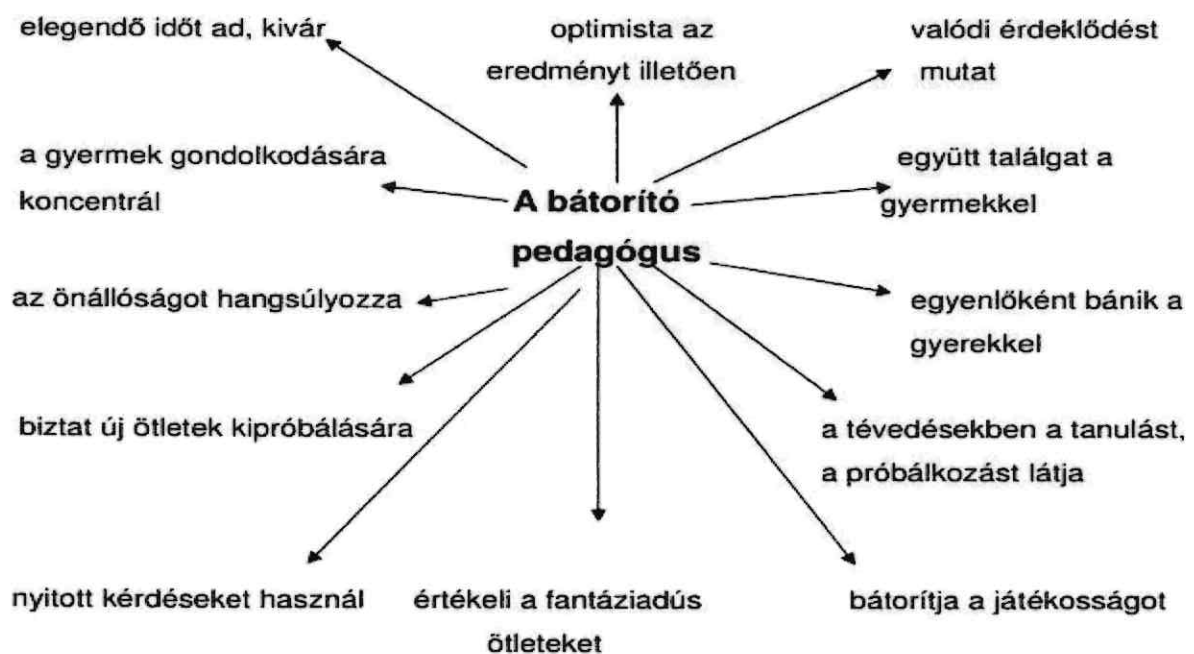 elegendő időt ad, kivár
optimista az
eredményt illetően
valódi érdeklődést
mutat
a gyermek gondolkodására
koncentrál
A bátorító
pedagógus
együtt találgat a
gyermekkel
az önállóságot hangsúlyozza
egyenlőként bánik a
gyerekkel
biztat új ötletek kipróbálására
a tévedésekben a tanulást,
a próbálkozást látja
nyitott kérdéseket használ
értékeli a fantáziadús
ötleteket
bátorítja a játékosságot